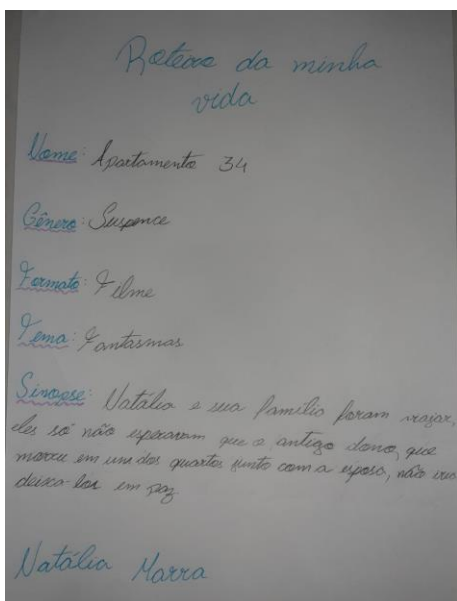 Roteiro da minha
vida
Nome: Apartamento 34
Gênero: Suspence
Formato: Filme
Tema: Fantasmas
Sinopse: Natália e sua família foram viajar,
eles só não esperavam que o antigo dono, que
morreu em um dos quartos junto com a esposa, não iria
deixa-los em paz
Natália Marra